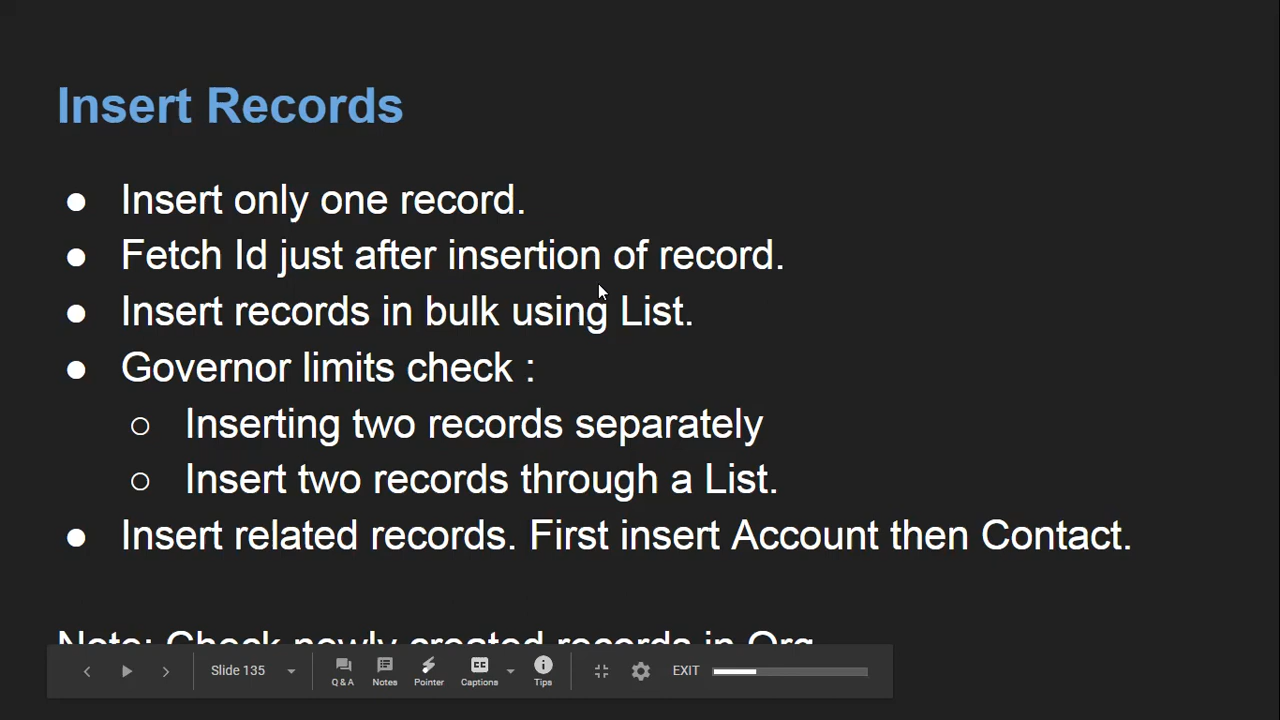 Insert Records
● Insert only one record.
● Fetch Id just after insertion of record.
● Insert records in bulk using List.
● Governor limits check :
○ Inserting two records separately
○ Insert two records through a List.
● Insert related records. First insert Account then Contact.
Note: Check newly created records in Org
Slide 135
Q & A
Notes
Pointer
CC
Captions
Tips
EXIT